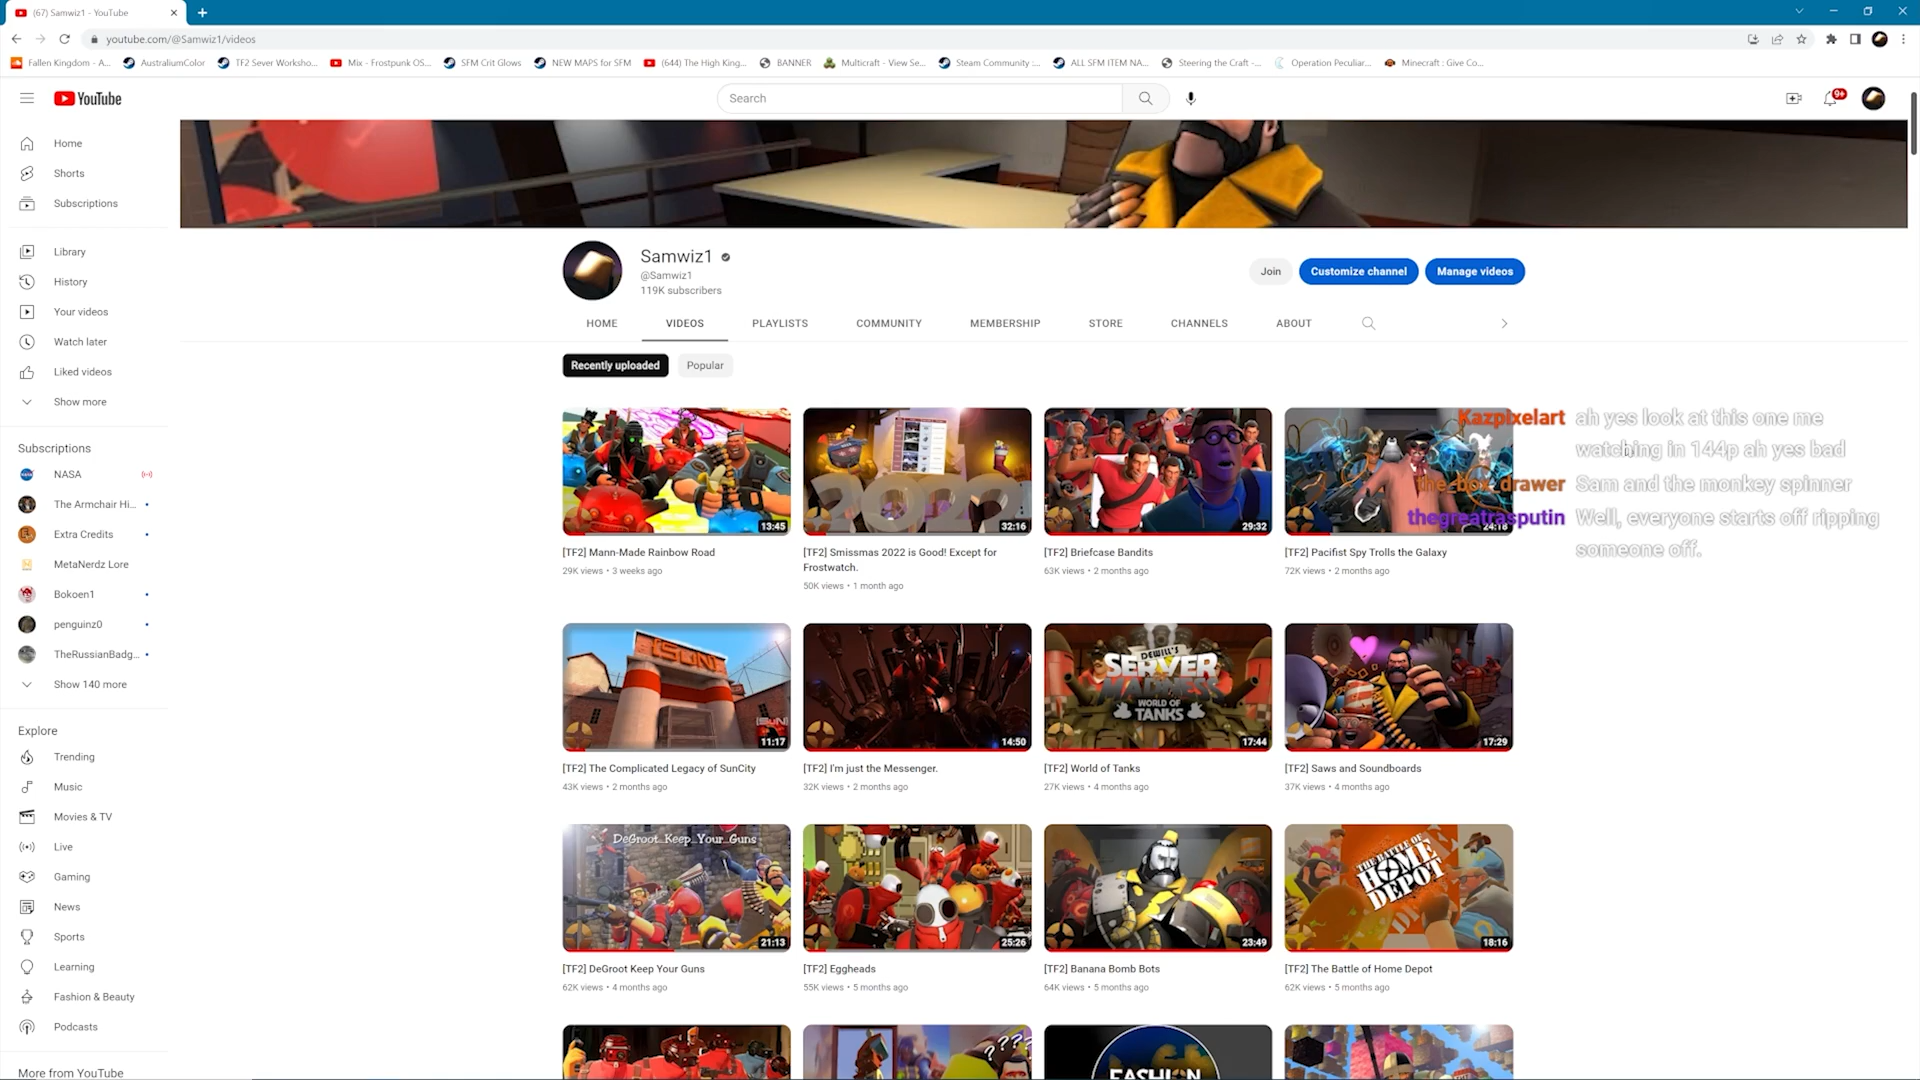 (67) Samwiz1 - YouTube
youtube.com/@Samwiz1/videos
Fallen Kingdom - A...
AustraliumColor
TF2 Sever Worksho...
Mix - Frostpunk OS...
SFM Crit Glows
NEW MAPS for SFM
(644) The High King...
BANNER
Multicraft - View Se...
Steam Community :...
ALL SFM ITEM NA...
Steering the Craft -...
Operation Peculiar...
Minecraft : Give Co...
YouTube
Search
9+
Home
Shorts
Subscriptions
Library
History
Your videos
Watch later
Liked videos
Show more
Subscriptions
NASA
The Armchair Hi...
Extra Credits
MetaNerdz Lore
Bokoen1
penguinz0
TheRussianBadg...
Show 140 more
Explore
Trending
Music
Movies & TV
Live
Gaming
News
Sports
Learning
Fashion & Beauty
Podcasts
More from YouTube
Samwiz1
@Samwiz1
119K subscribers
Join
Customize channel
Manage videos
HOME
VIDEOS
PLAYLISTS
COMMUNITY
MEMBERSHIP
STORE
CHANNELS
ABOUT
Recently uploaded
Popular
13:45
[TF2] Mann-Made Rainbow Road
29K views • 3 weeks ago
2022
32:16
[TF2] Smissmas 2022 is Good! Except for
Frostwatch.
50K views • 1 month ago
29:32
[TF2] Briefcase Bandits
63K views • 2 months ago
24:18
[TF2] Pacifist Spy Trolls the Galaxy
72K views • 2 months ago
Kazpixelart ah yes look at this one me
watching in 144p ah yes bad
the_box_drawer Sam and the monkey spinner
thegreatrasputin Well, everyone starts off ripping
someone off.
SUN
11:17
[TF2] The Complicated Legacy of SunCity
43K views • 2 months ago
14:50
[TF2] I'm just the Messenger.
32K views • 2 months ago
DEWILL'S
SERVER
MADNESS
WORLD OF
TANKS
17:44
[TF2] World of Tanks
27K views • 4 months ago
17:29
[TF2] Saws and Soundboards
37K views • 4 months ago
DeGroot Keep Your Guns
21:13
[TF2] DeGroot Keep Your Guns
62K views • 4 months ago
25:26
[TF2] Eggheads
55K views • 5 months ago
23:49
[TF2] Banana Bomb Bots
64K views • 5 months ago
THE BATTLE OF
HOME
DEPOT
18:16
[TF2] The Battle of Home Depot
62K views • 5 months ago
????
FASHION